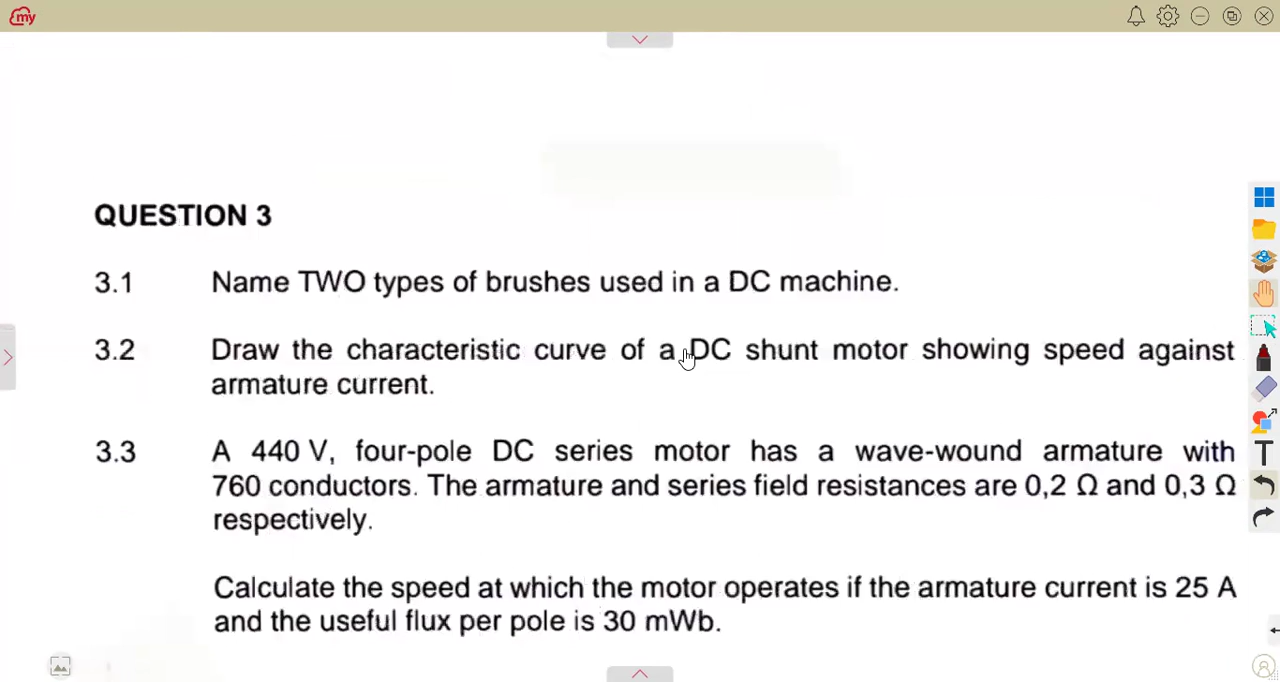 my
QUESTION 3
3.1 Name TWO types of brushes used in a DC machine.
3.2 Draw the characteristic curve of a DC shunt motor showing speed against
armature current.
3.3 A 440 V, four-pole DC series motor has a wave-wound armature with
760 conductors. The armature and series field resistances are 0,2 Ω and 0,3 Ω
respectively.
Calculate the speed at which the motor operates if the armature current is 25 A
and the useful flux per pole is 30 mWb.
T